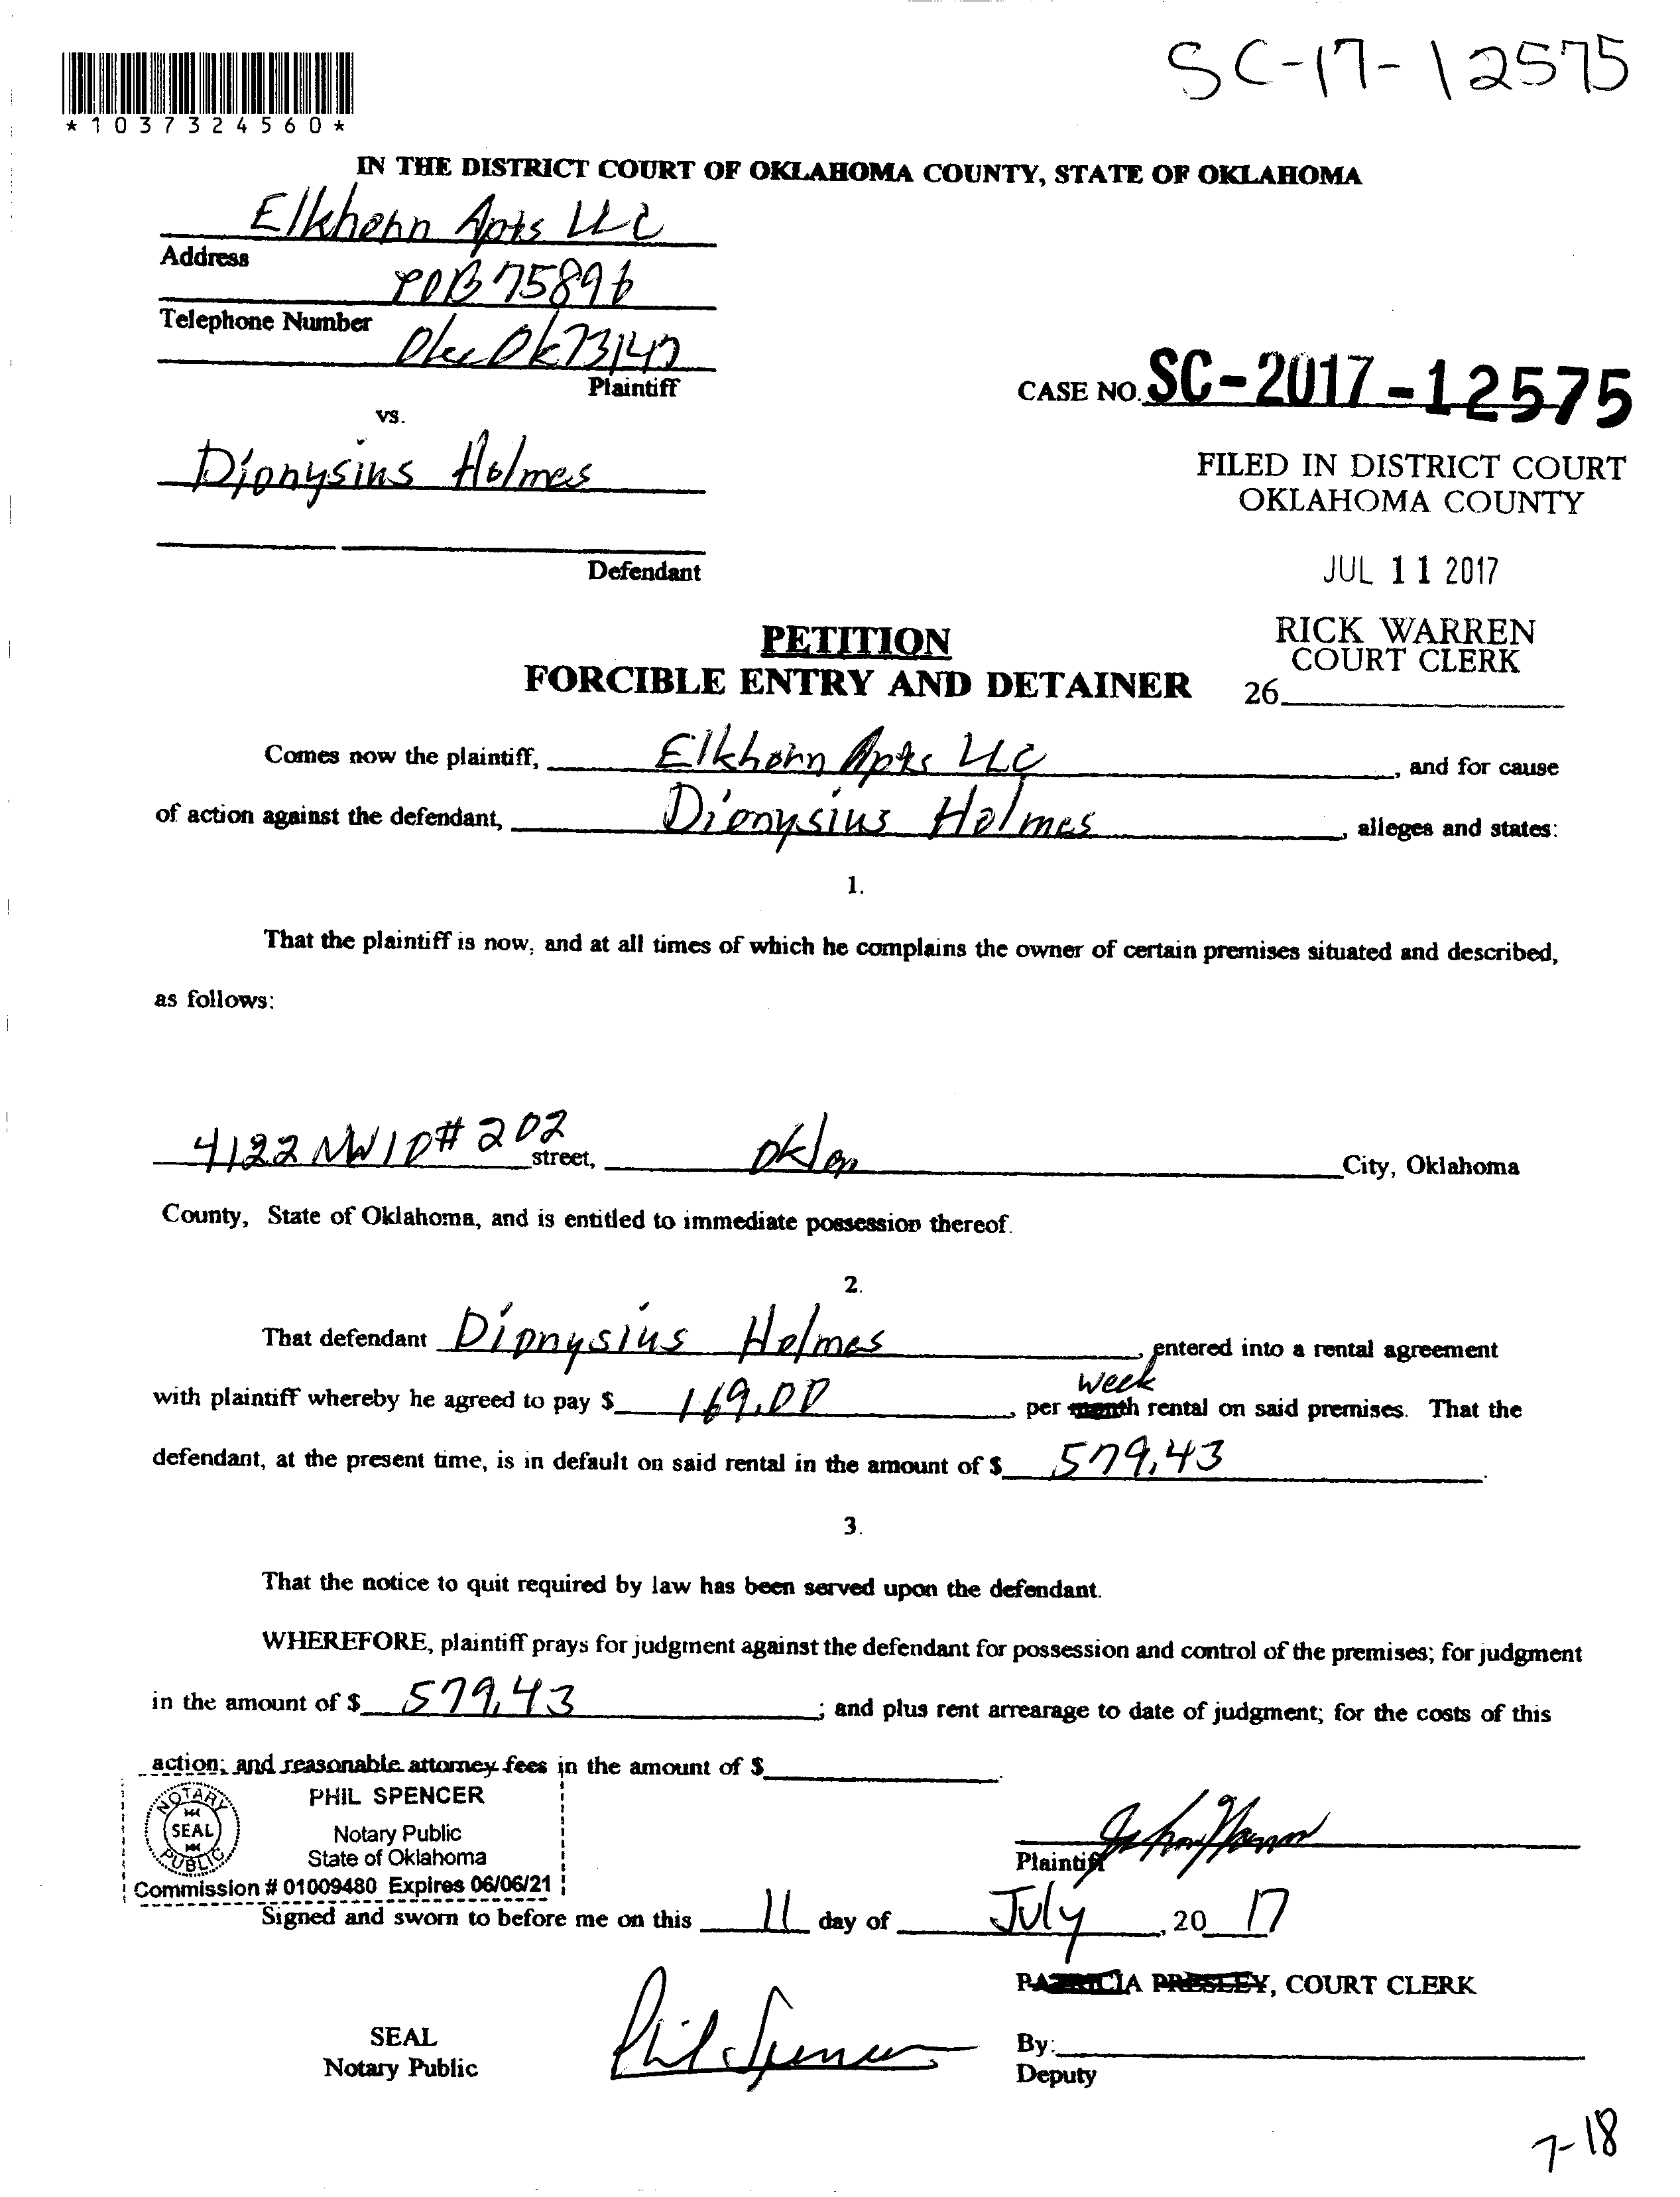 SC-17-12575
*1037324560*
IN THE DISTRICT COURT OF OKLAHOMA COUNTY, STATE OF OKLAHOMA
Elkhorn Apts LLC
Address
POB 75896
Telephone Number
Okc Ok 73147
Plaintiff
CASE NO. SC-2017-12575
vs.
Dionysius Holmes
FILED IN DISTRICT COURT
OKLAHOMA COUNTY
Defendant
JUL 11 2017
RICK WARREN
COURT CLERK
26
PETITION
FORCIBLE ENTRY AND DETAINER
Comes now the plaintiff, Elkhorn Apts LLC, and for cause
of action against the defendant, Dionysius Holmes, alleges and states:
1.
That the plaintiff is now, and at all times of which he complains the owner of certain premises situated and described,
as follows:
4122 NW 10 # 202 street, City, Oklahoma
County, State of Oklahoma, and is entitled to immediate possession thereof.
2.
That defendant Dionysius Holmes, entered into a rental agreement
week
with plaintiff whereby he agreed to pay $ 169.00, per month rental on said premises. That the
defendant, at the present time, is in default on said rental in the amount of $ 579.43.
3.
That the notice to quit required by law has been served upon the defendant.
WHEREFORE, plaintiff prays for judgment against the defendant for possession and control of the premises; for judgment
in the amount of $ 579.43; and plus rent arrearage to date of judgment; for the costs of this
action; and reasonable attorney fees in the amount of $.
NOTARY PUBLIC
SEAL
PHIL SPENCER
Notary Public
State of Oklahoma
Commission # 01009480 Expires 06/06/21
Plaintiff
Signed and sworn to before me on this 11 day of July, 20 17
PATRICIA PRESLEY, COURT CLERK
Phil Spencer
SEAL
Notary Public
By:
Deputy
7-18